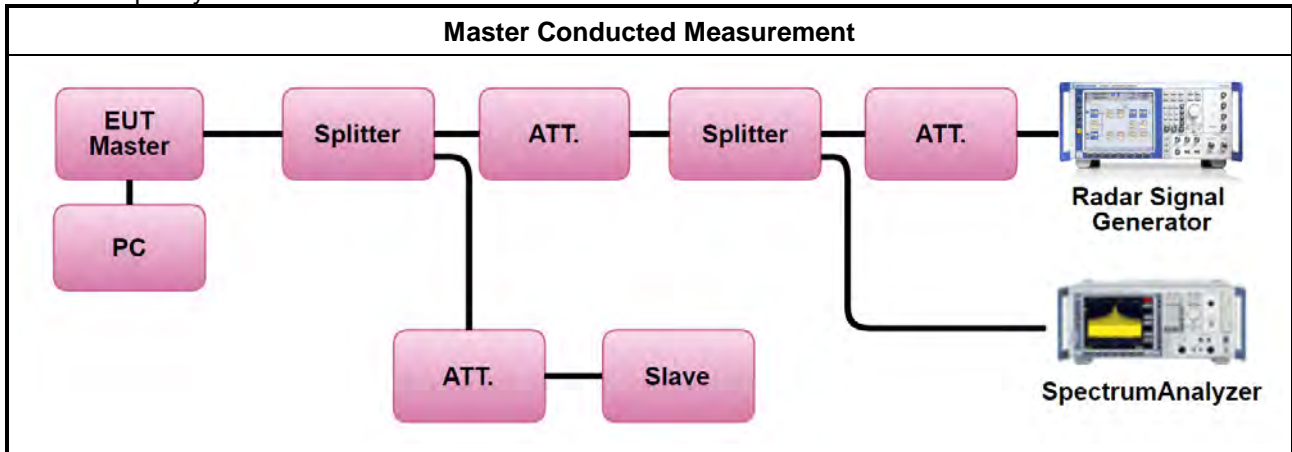 Master Conducted Measurement
EUT
Master
Splitter
ATT.
Splitter
ATT.
Radar Signal
Generator
PC
ATT.
Slave
SpectrumAnalyzer